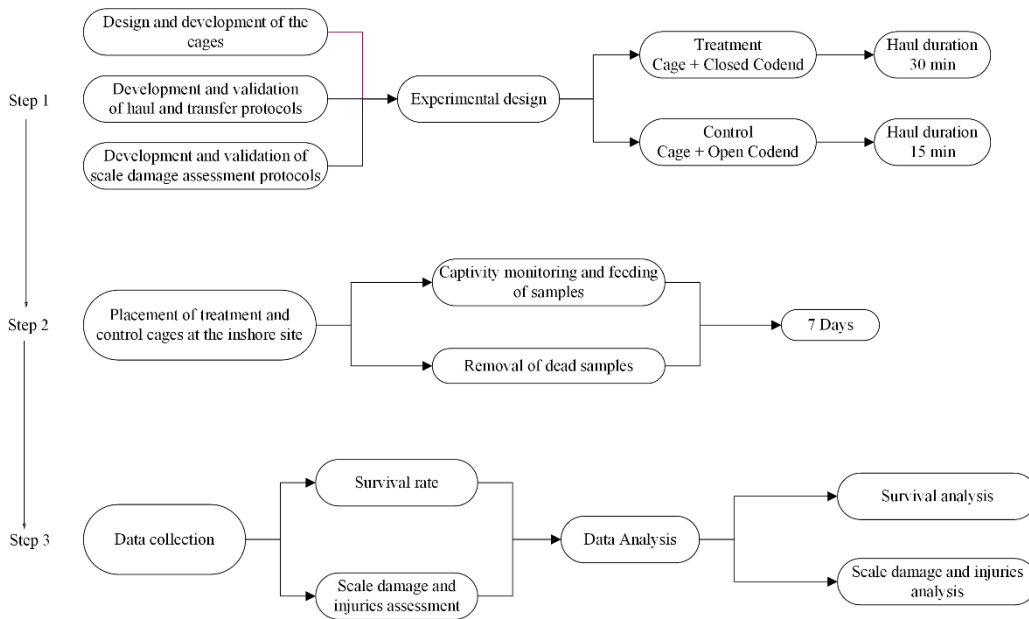 Step 1
Design and development of the
cages
Development and validation
of haul and transfer protocols
Development and validation of
scale damage assessment protocols
Experimental design
Treatment
Cage + Closed Codend
Haul duration
30 min
Control
Cage + Open Codend
Haul duration
15 min
Step 2
Placement of treatment and
control cages at the inshore site
Captivity monitoring and feeding
of samples
Removal of dead samples
7 Days
Step 3
Data collection
Survival rate
Scale damage and
injuries assessment
Data Analysis
Survival analysis
Scale damage and injuries
analysis